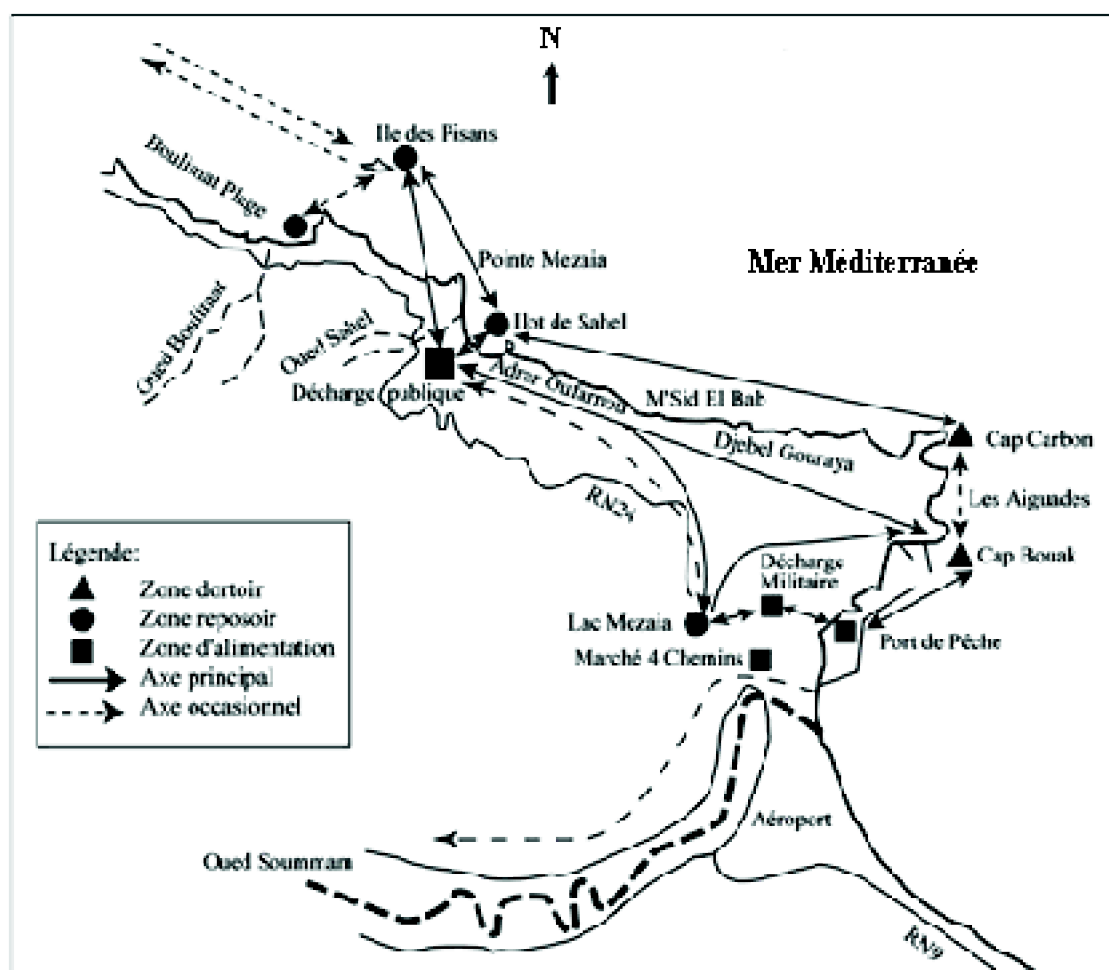 N
Ile des Pisans
Boulimat Plage
Pointe Mezaia
Mer Méditerranée
Ilot de Sahel
Oued Boulimat
Oued Sahel
Adrar Oufarnou
Décharge publique
M'Sid El Bab
Djebel Gouraya
Cap Carbon
RN24
Les Aiguades
Cap Bouak
Légende:
Zone dortoir
Zone reposoir
Zone d'alimentation
Axe principal
Axe occasionnel
Décharge
Militaire
Lac Mezaia
Port de Pêche
Marché 4 Chemins
Aéroport
Oued Soummam
RN9